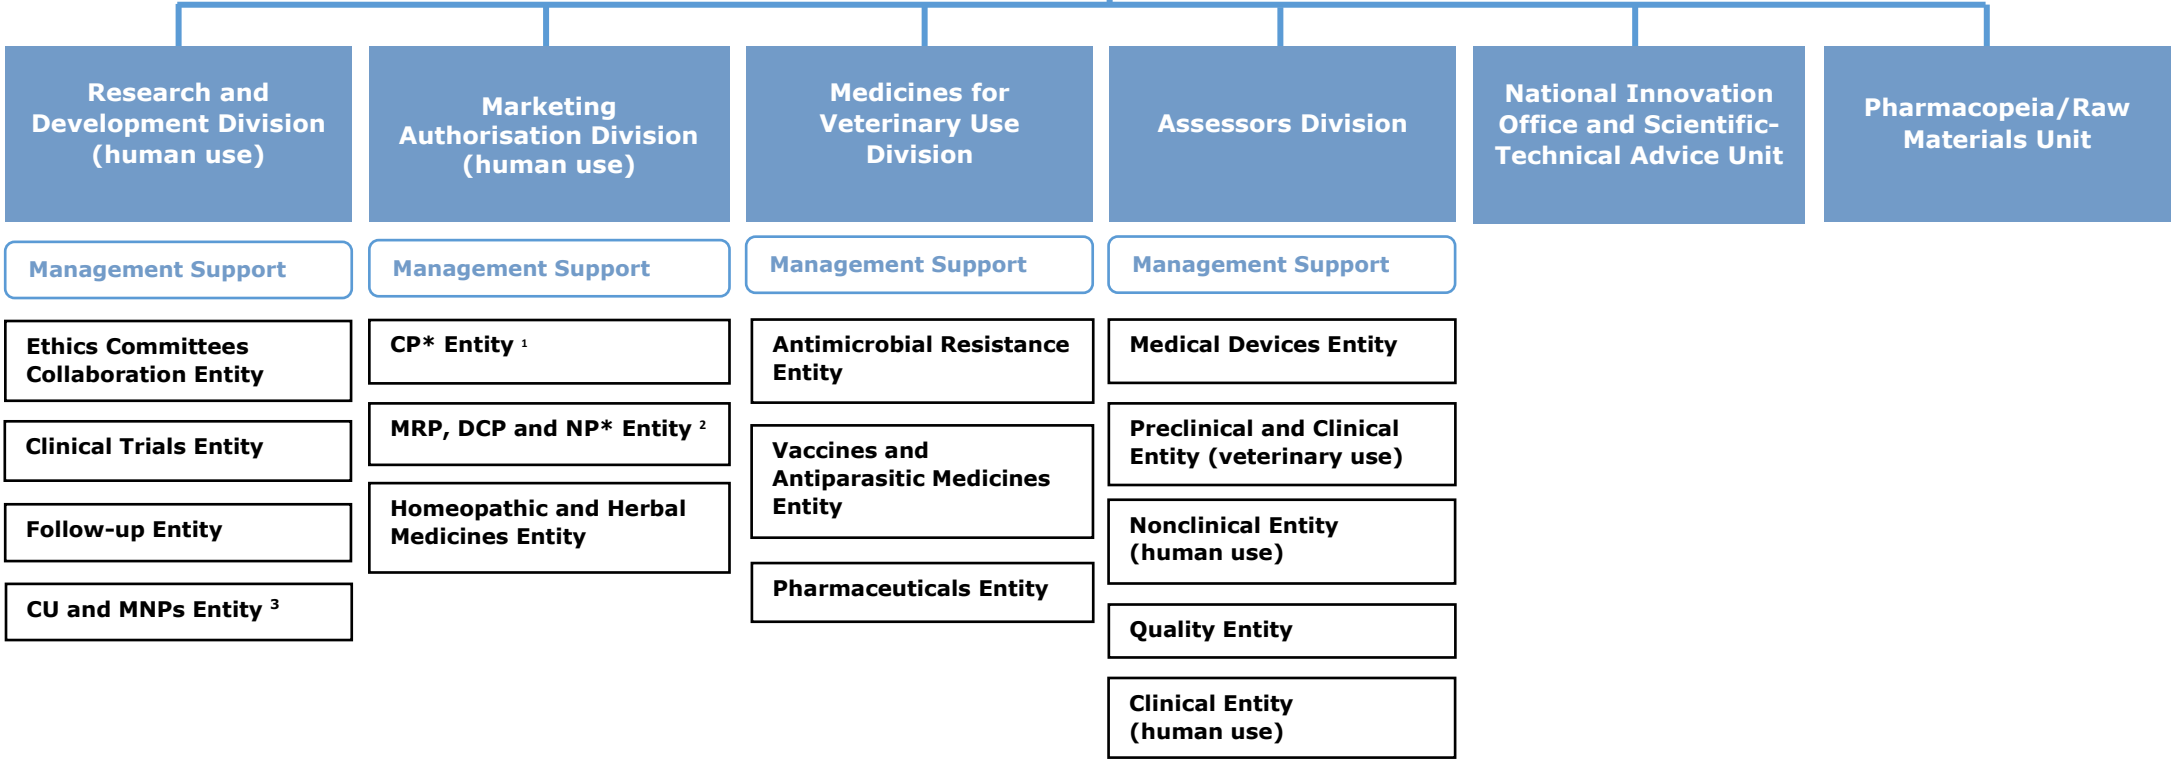 Research and
Development Division
(human use)
Marketing
Authorisation Division
(human use)
Medicines for
Veterinary Use
Division
Assessors Division
National Innovation
Office and Scientific-
Technical Advice Unit
Pharmacopeia/Raw
Materials Unit
Management Support
Ethics Committees
Collaboration Entity
Clinical Trials Entity
Follow-up Entity
CU and MNPs Entity ³
Management Support
CP* Entity ¹
MRP, DCP and NP* Entity ²
Homeopathic and Herbal
Medicines Entity
Management Support
Antimicrobial Resistance
Entity
Vaccines and
Antiparasitic Medicines
Entity
Pharmaceuticals Entity
Management Support
Medical Devices Entity
Preclinical and Clinical
Entity (veterinary use)
Nonclinical Entity
(human use)
Quality Entity
Clinical Entity
(human use)